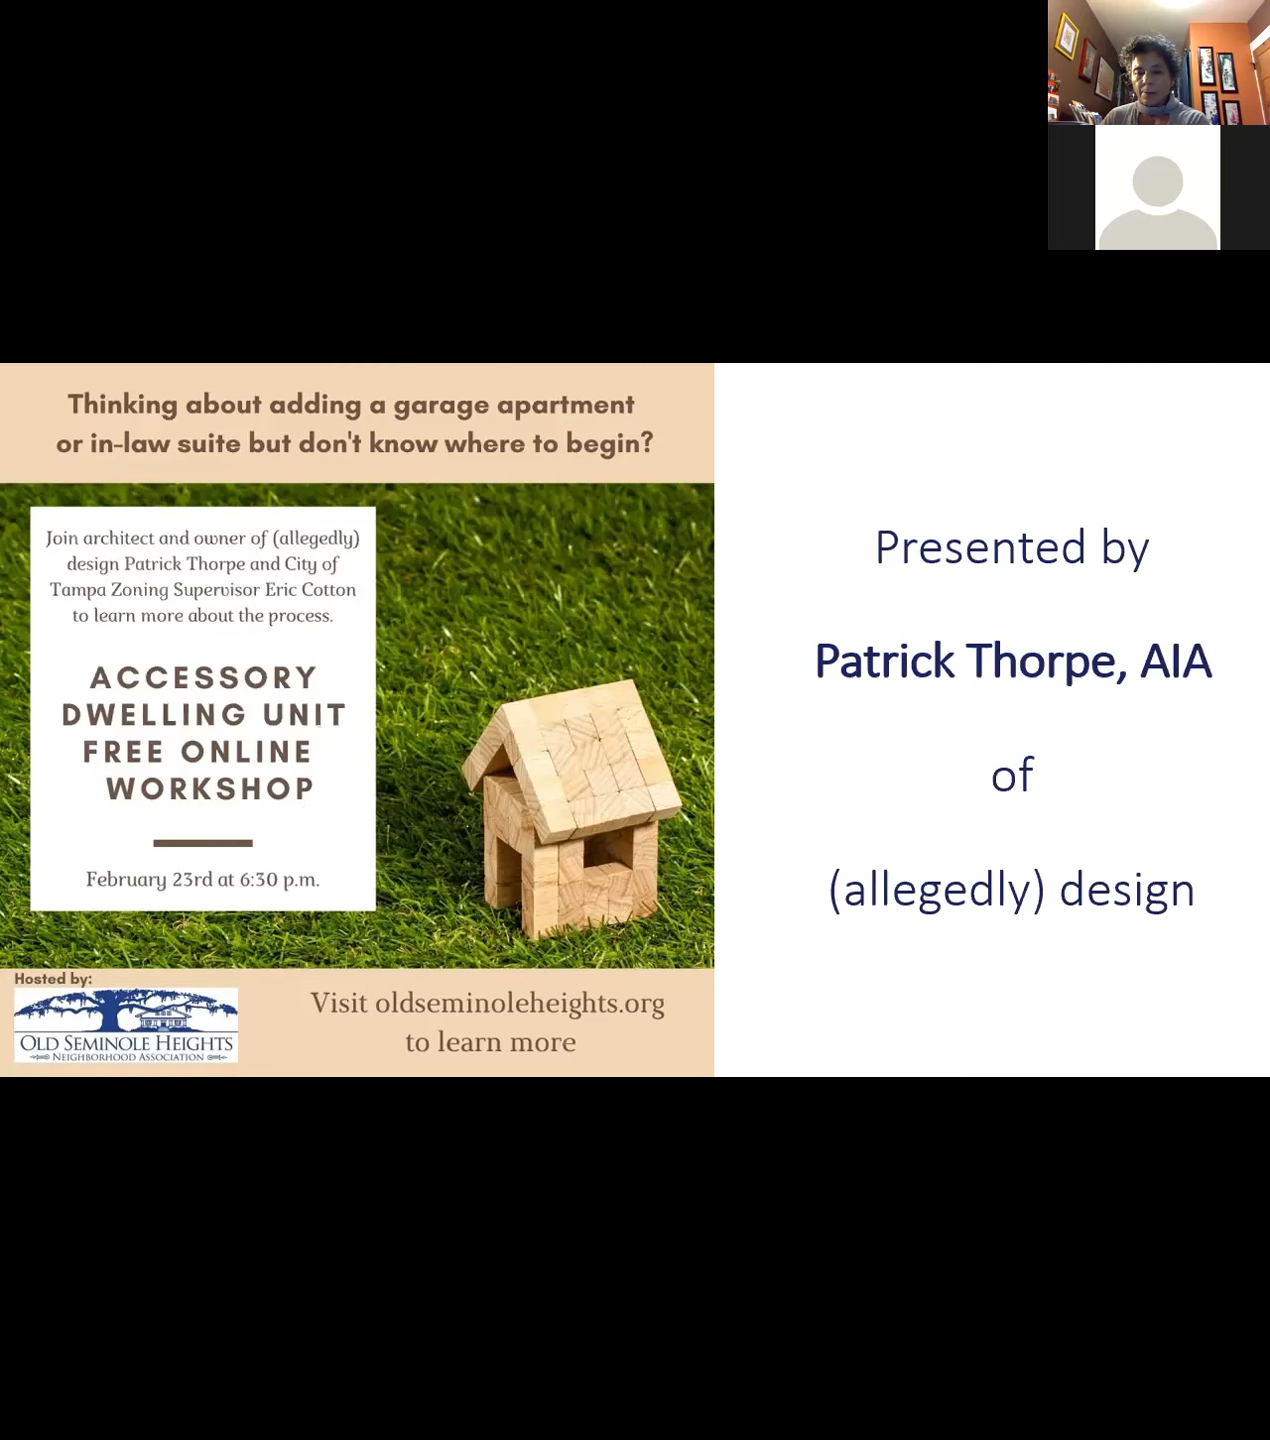 Thinking about adding a garage apartment
or in-law suite but don't know where to begin?
Join architect and owner of (allegedly)
design Patrick Thorpe and City of
Tampa Zoning Supervisor Eric Cotton
to learn more about the process.
ACCESSORY
DWELLING UNIT
FREE ONLINE
WORKSHOP
February 23rd at 6:30 p.m.
Hosted by:
OLD SEMINOLE HEIGHTS
NEIGHBORHOOD ASSOCIATION
Visit oldseminoleheights.org
to learn more
Presented by
Patrick Thorpe, AIA
of
(allegedly) design